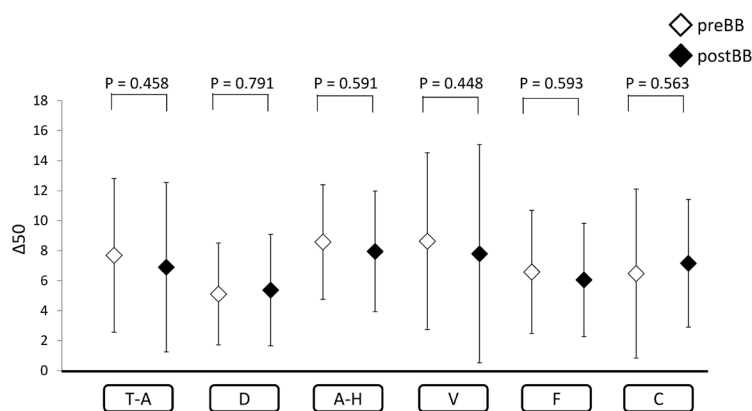 preBB
postBB
P = 0.458 P = 0.791 P = 0.591 P = 0.448 P = 0.593 P = 0.563
18
16
14
12
10
8
6
4
2
0
Δ50
T-A D A-H V F C